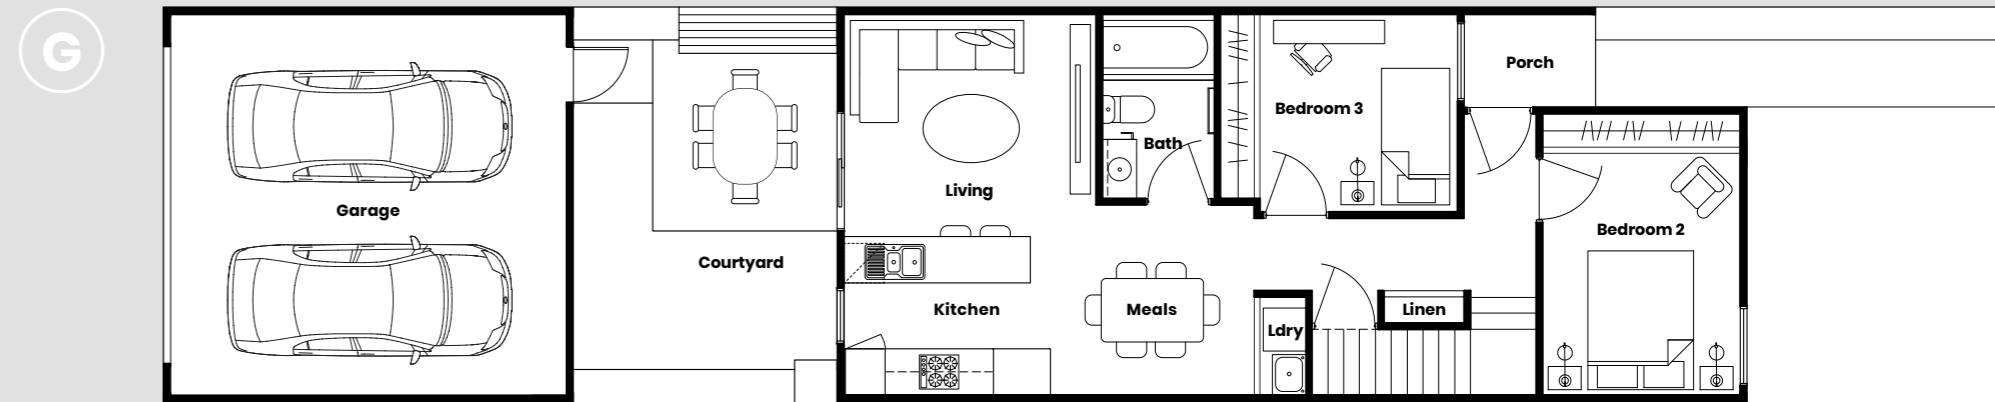 G
Porch
Bedroom 3
Bath
Living
Garage
Bedroom 2
Courtyard
Kitchen
Meals
Linen
Ldry